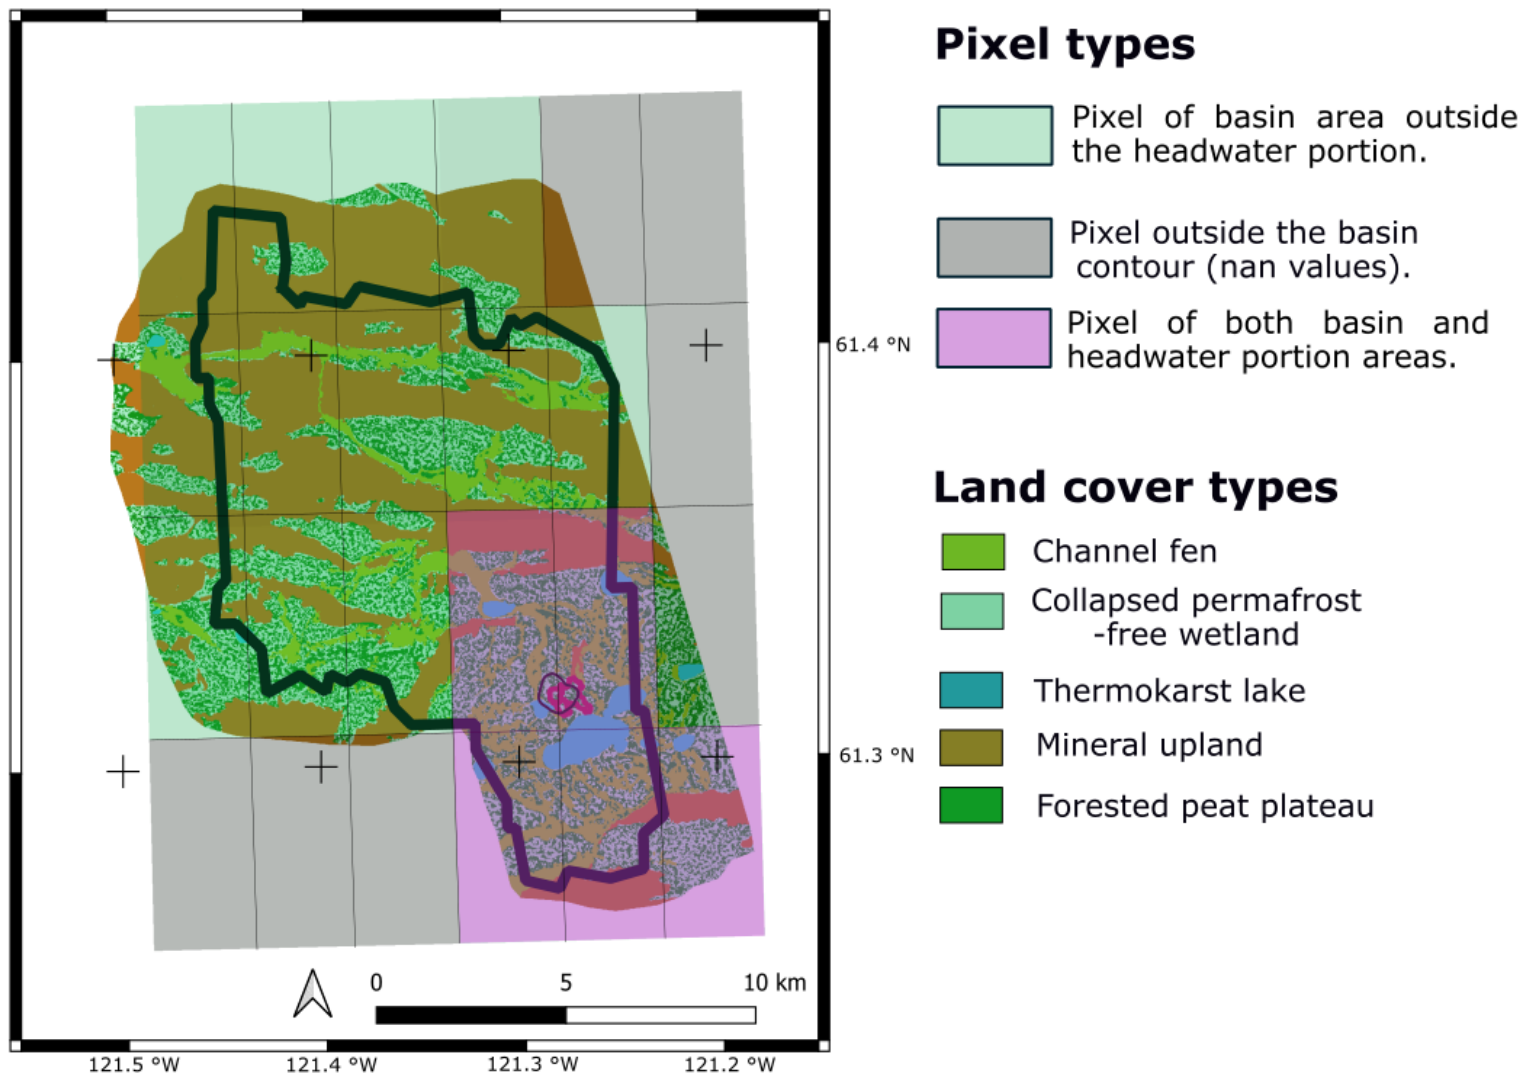 Pixel types
Pixel of basin area outside
the headwater portion.
Pixel outside the basin
contour (nan values).
Pixel of both basin and
headwater portion areas.
61.4 °N
Land cover types
Channel fen
Collapsed permafrost
-free wetland
Thermokarst lake
61.3 °N
Mineral upland
Forested peat plateau
0 5 10 km
121.5 °W 121.4 °W 121.3 °W 121.2 °W